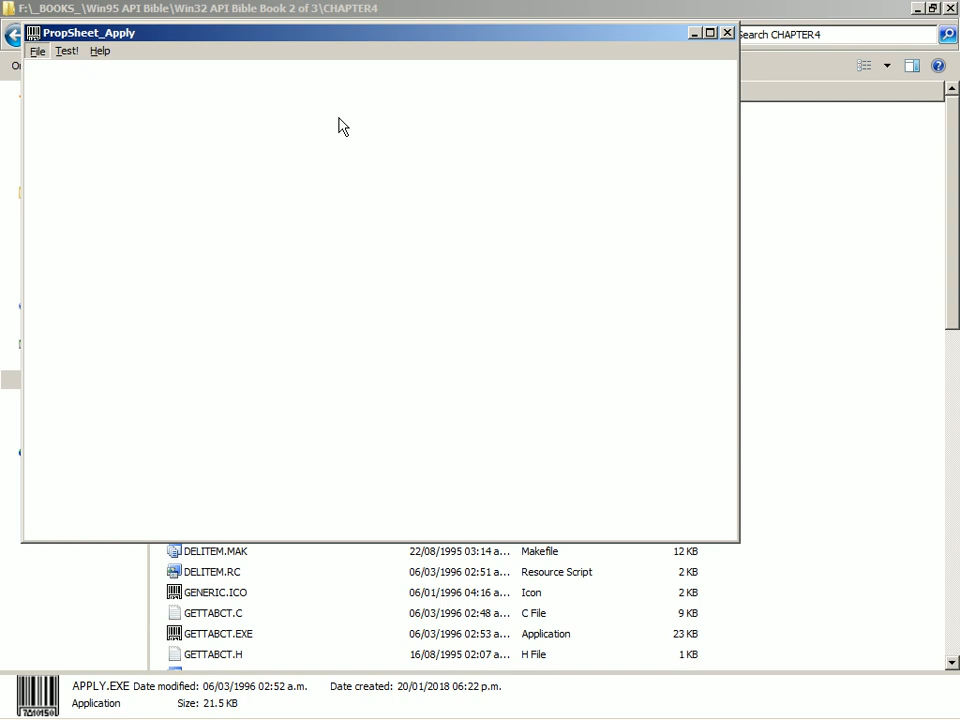 F:\_BOOKS_\Win95 API Bible\Win32 API Bible Book 2 of 3\CHAPTER4
PropSheet_Apply
Search CHAPTER4
File Test! Help
DELITEM.MAK 22/08/1995 03:14 a... Makefile 12 KB
DELITEM.RC 06/03/1996 02:51 a... Resource Script 2 KB
GENERIC.ICO 06/01/1996 04:16 a... Icon 2 KB
GETTABCT.C 06/03/1996 02:48 a... C File 9 KB
GETTABCT.EXE 06/03/1996 02:53 a... Application 23 KB
GETTABCT.H 16/08/1995 02:07 a... H File 1 KB
APPLY.EXE Date modified: 06/03/1996 02:52 a.m. Date created: 20/01/2018 06:22 p.m.
Application Size: 21.5 KB